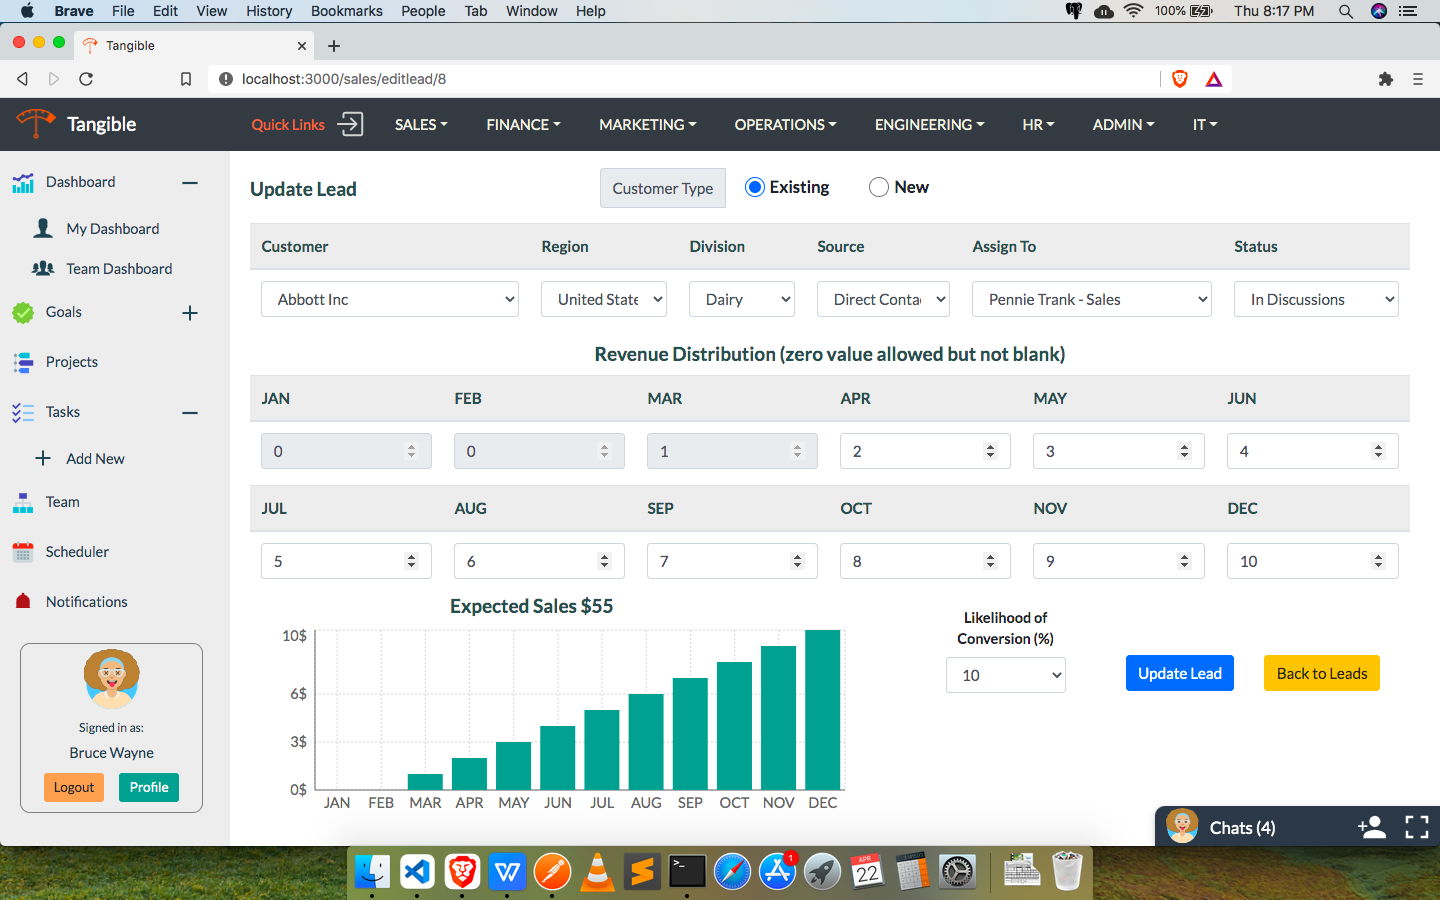 Brave File Edit View History Bookmarks People Tab Window Help 100% Thu 8:17 PM
Tangible
localhost:3000/sales/editlead/8
Tangible Quick Links SALES FINANCE MARKETING OPERATIONS ENGINEERING HR ADMIN IT
Dashboard
My Dashboard
Team Dashboard
Goals
Projects
Tasks
Add New
Team
Scheduler
Notifications
Signed in as:
Bruce Wayne
Logout Profile
Update Lead Customer Type Existing New
Customer Region Division Source Assign To Status
Abbott Inc United State Dairy Direct Conta Pennie Trank - Sales In Discussions
Revenue Distribution (zero value allowed but not blank)
JAN FEB MAR APR MAY JUN
0 0 1 2 3 4
JUL AUG SEP OCT NOV DEC
5 6 7 8 9 10
Expected Sales $55
10$
6$
3$
0$
JAN FEB MAR APR MAY JUN JUL AUG SEP OCT NOV DEC
Likelihood of
Conversion (%)
10 Update Lead Back to Leads
Chats (4)
1
APR
22